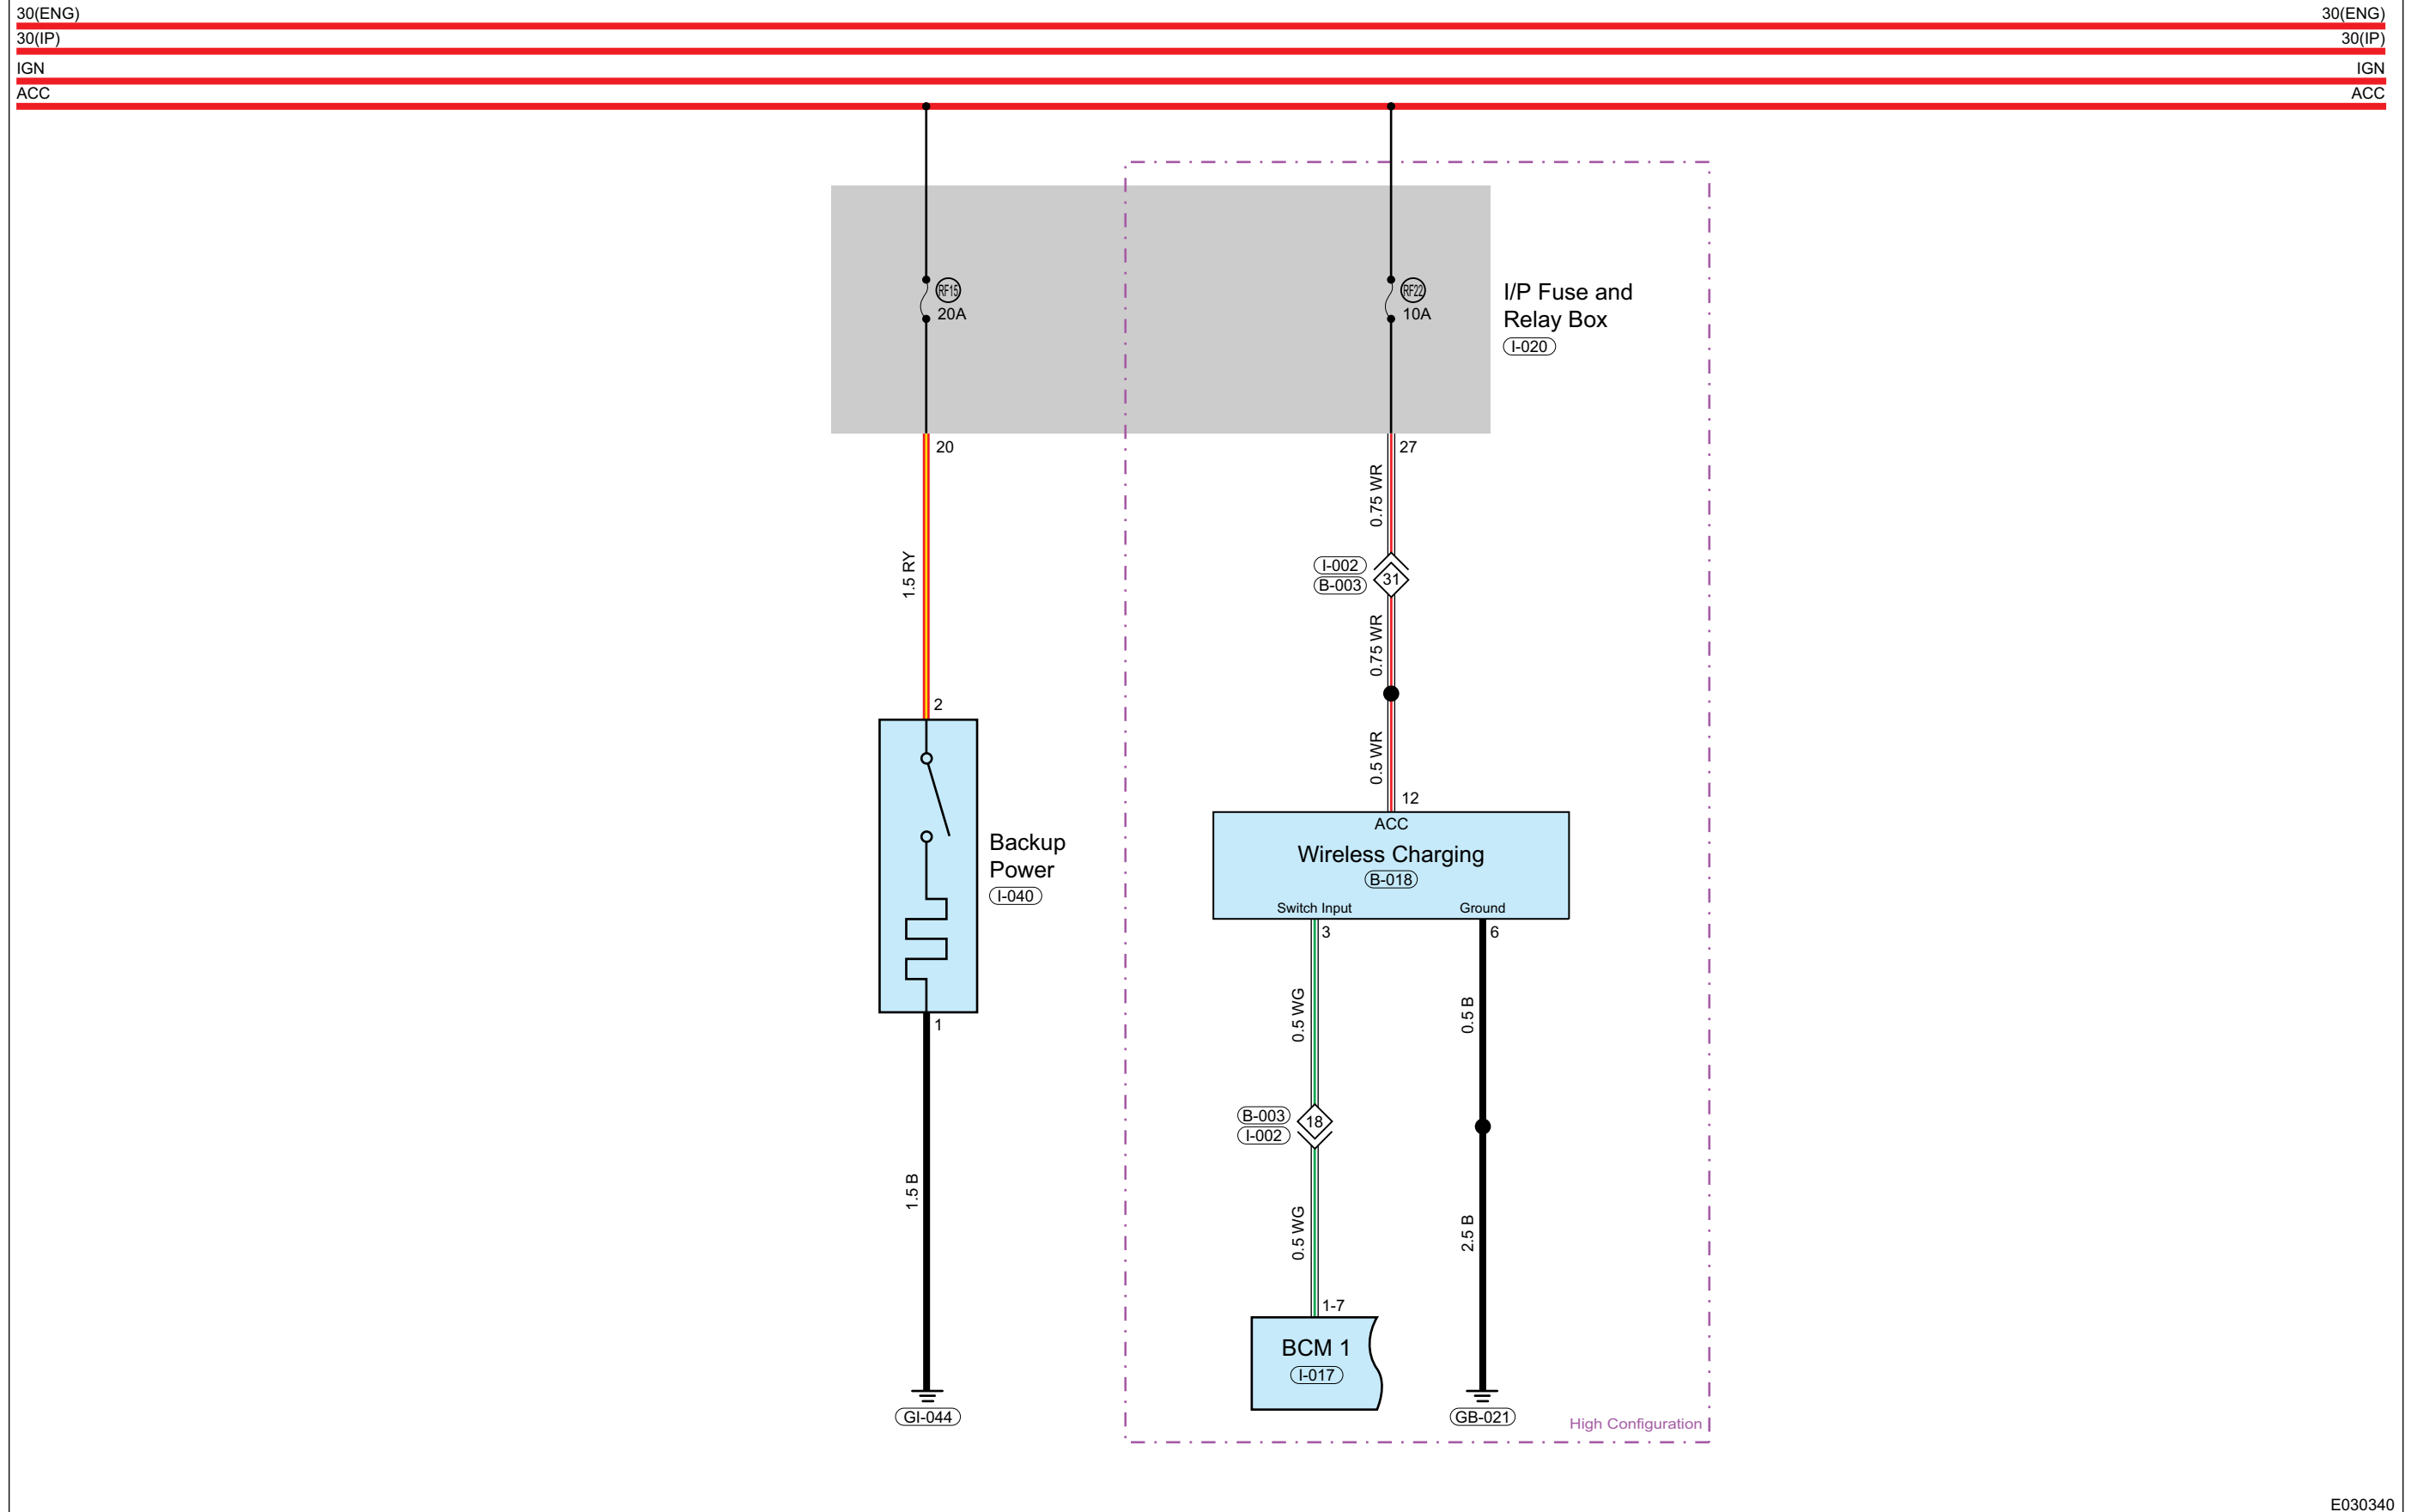 30(ENG) 30(ENG)
30(IP) 30(IP)
IGN IGN
ACC ACC
RF15
20A
RF22
10A
I/P Fuse and
Relay Box
I-020
20
27
0.75 WR
1.5 RY
I-002
B-003
31
0.75 WR
2
0.5 WR
12
ACC
Wireless Charging
B-018
Switch Input Ground
Backup
Power
I-040
3
6
1
0.5 WG
0.5 B
B-003
I-002
18
1.5 B
0.5 WG
2.5 B
1-7
BCM 1
I-017
GI-044
GB-021
High Configuration
E030340